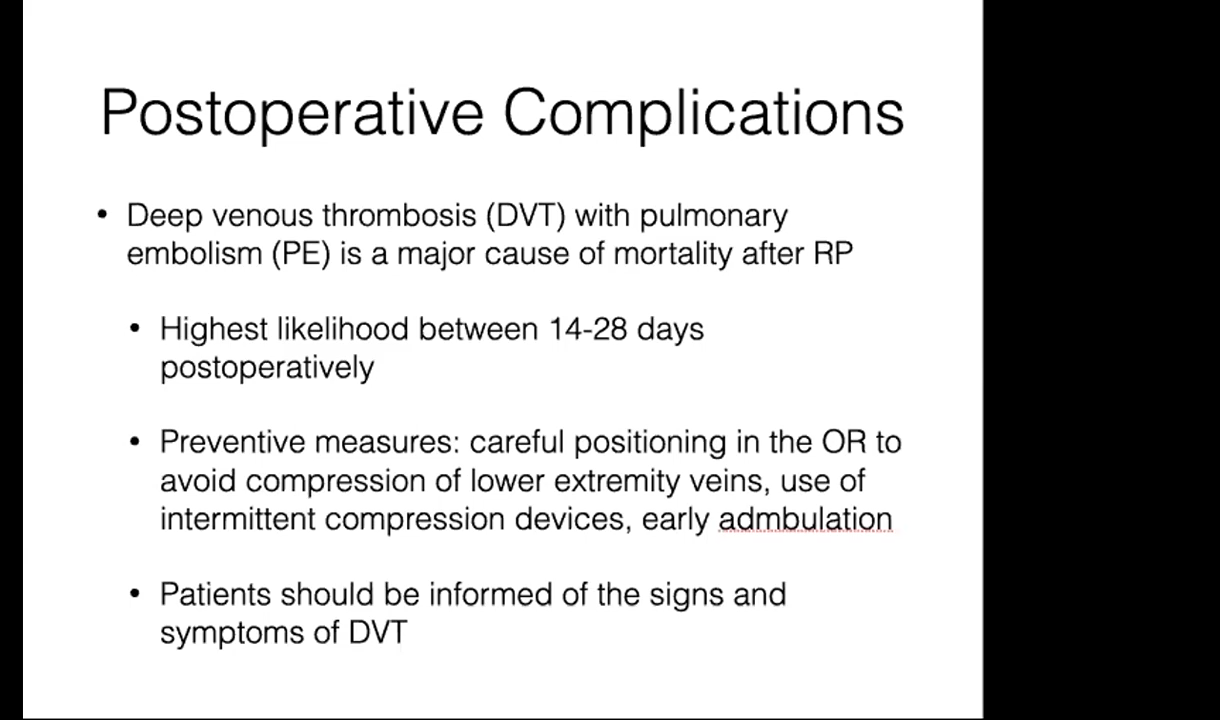 Postoperative Complications
• Deep venous thrombosis (DVT) with pulmonary
embolism (PE) is a major cause of mortality after RP
• Highest likelihood between 14-28 days
postoperatively
• Preventive measures: careful positioning in the OR to
avoid compression of lower extremity veins, use of
intermittent compression devices, early admbulation
• Patients should be informed of the signs and
symptoms of DVT